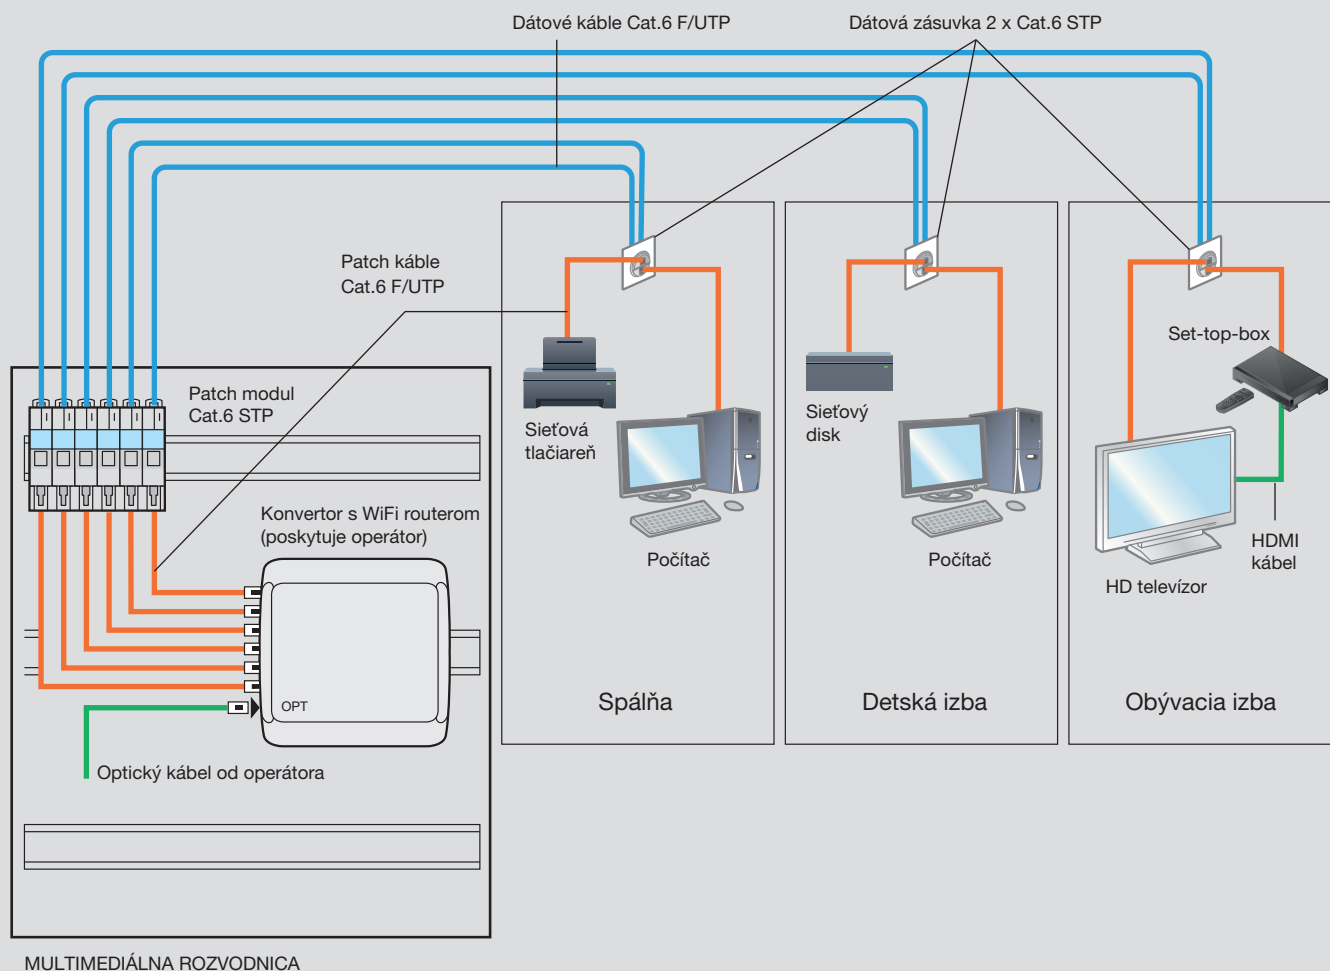 Dátové káble Cat.6 F/UTP
Dátová zásuvka 2 x Cat.6 STP
Patch káble
Cat.6 F/UTP
Patch modul
Cat.6 STP
Konvertor s WiFi routerom
(poskytuje operátor)
OPT
Optický kábel od operátora
Sieťová
tlačiareň
Počítač
Spálňa
Sieťový
disk
Počítač
Detská izba
Set-top-box
HDMI
kábel
HD televízor
Obývacia izba
MULTIMEDIÁLNA ROZVODNICA